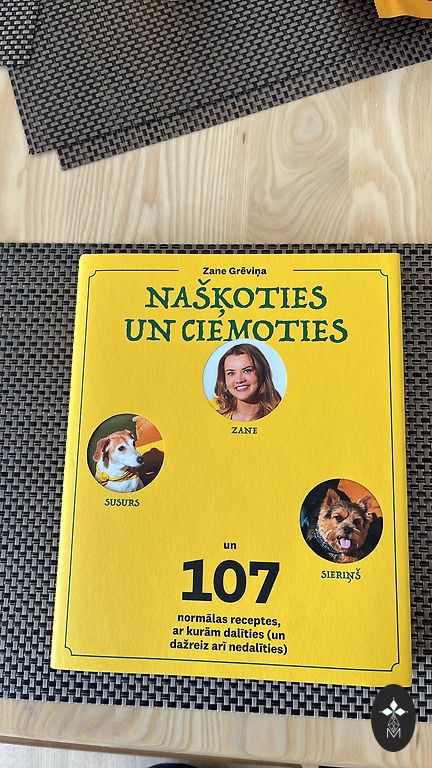 Zane Grēviņa
NAŠĶOTIES
UN CIEMOTIES
ZANE
SUSURS
SIERIŅŠ
un
107
normālas receptes,
ar kurām dalīties (un
dažreiz arī nedalīties)
M